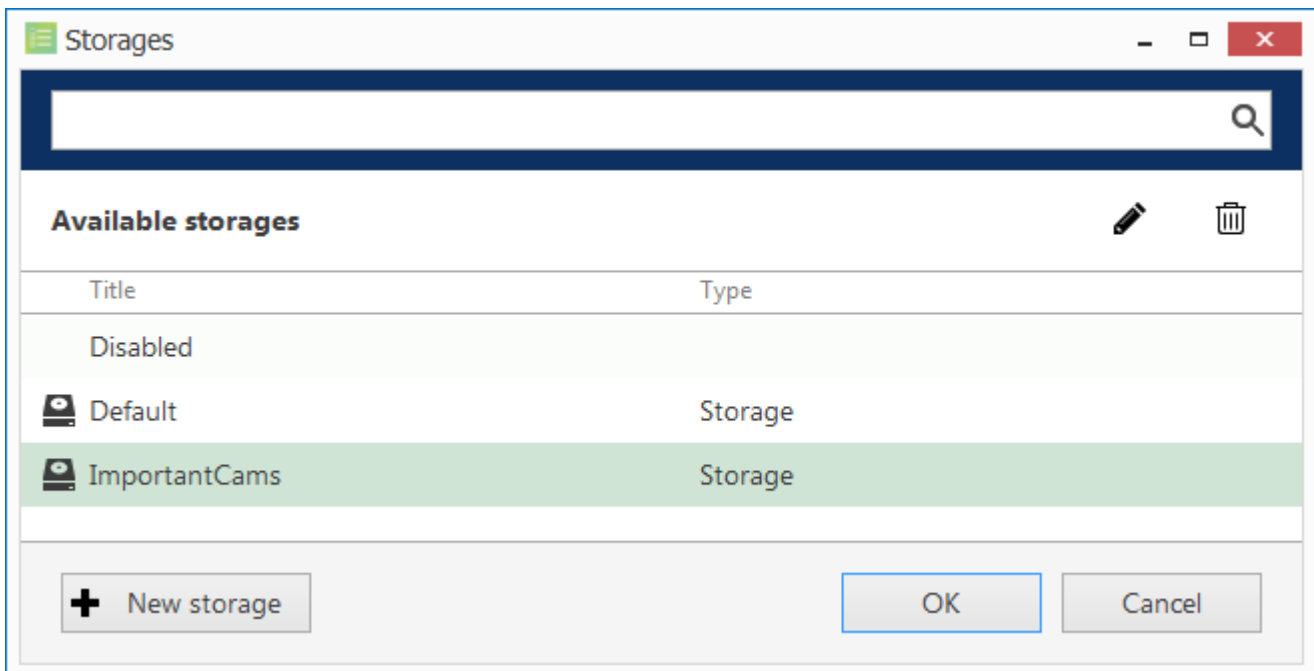 Storages
Available storages
Title Type
Disabled
Default Storage
ImportantCams Storage
New storage OK Cancel